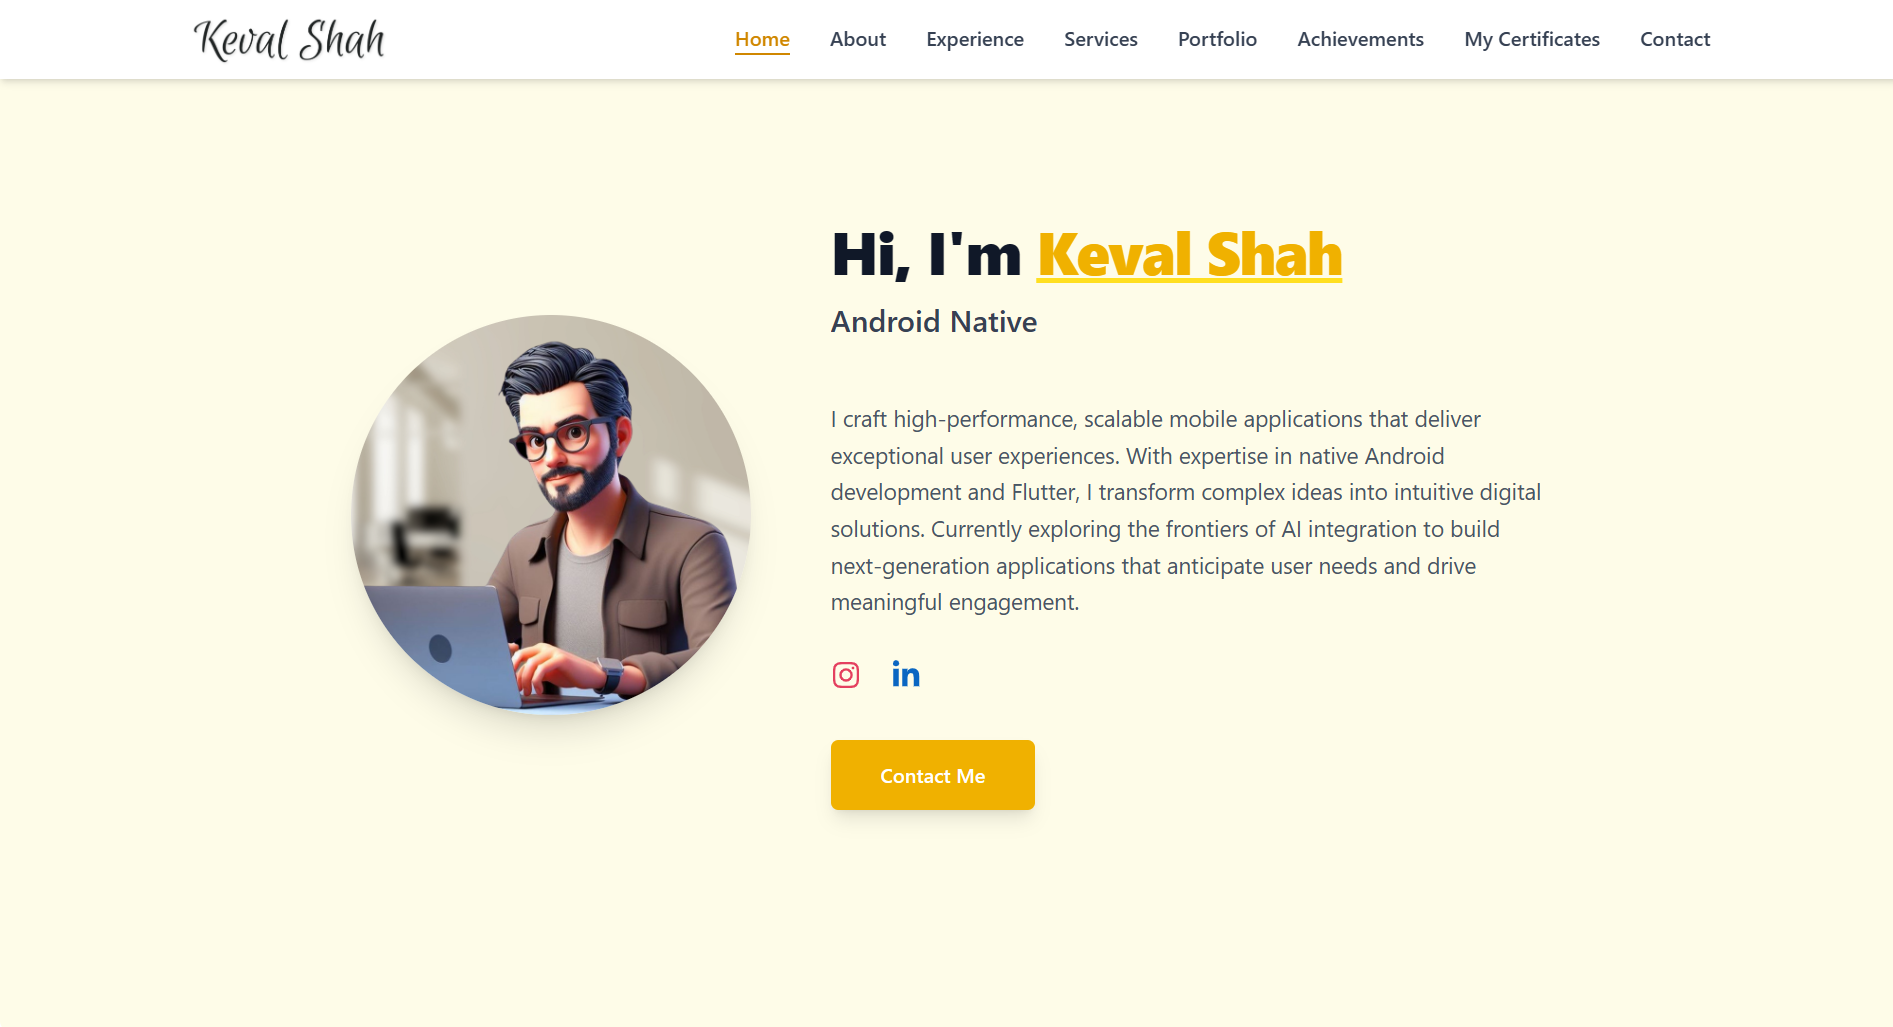 Keval Shah
Home About Experience Services Portfolio Achievements My Certificates Contact
Hi, I'm Keval Shah
Android Native
I craft high-performance, scalable mobile applications that deliver
exceptional user experiences. With expertise in native Android
development and Flutter, I transform complex ideas into intuitive digital
solutions. Currently exploring the frontiers of AI integration to build
next-generation applications that anticipate user needs and drive
meaningful engagement.
in
Contact Me